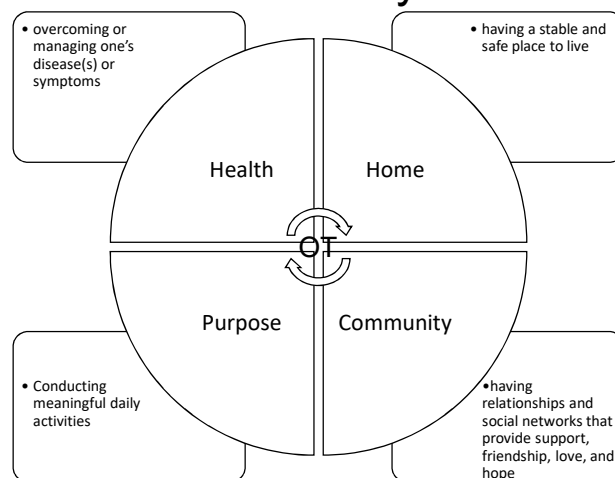 • overcoming or
managing one's
disease(s) or
symptoms
• having a stable and
safe place to live
Health
Home
OT
Purpose
Community
• Conducting
meaningful daily
activities
•having
relationships and
social networks that
provide support,
friendship, love, and
hope